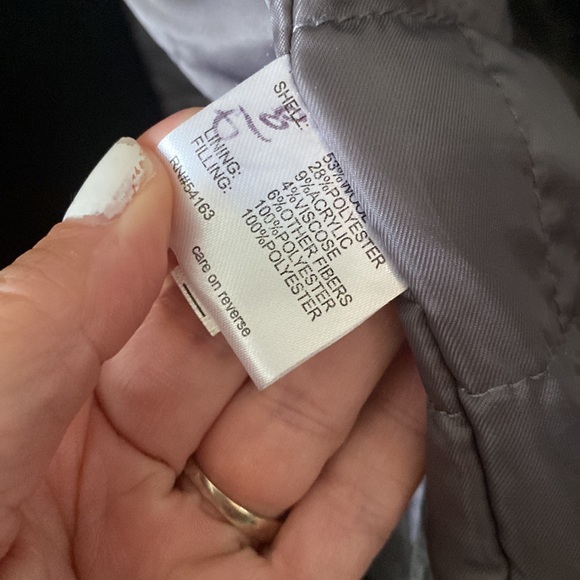 SHELL: 53%WOOL
28%POLYESTER
9%ACRYLIC
4%VISCOSE
6%OTHER FIBERS
LINING: 100%POLYESTER
FILLING: 100%POLYESTER
RN#54163
care on reverse